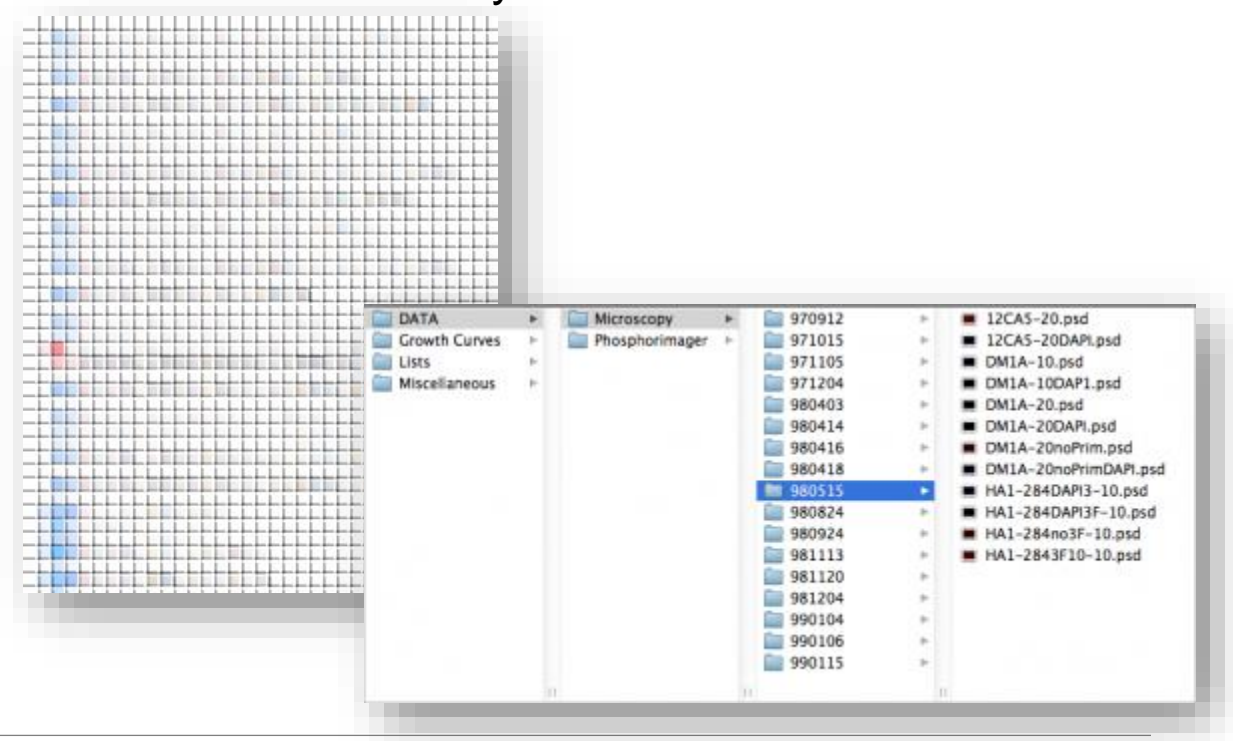 y
DATA
Growth Curves
Lists
Miscellaneous
Microscopy
Phosphorimager
970912
971015
971105
971204
980403
980414
980416
980418
980515
980824
980924
981113
981120
981204
990104
990106
990115
12CA5-20.psd
12CA5-20DAPI.psd
DM1A-10.psd
DM1A-10DAP1.psd
DM1A-20.psd
DM1A-20DAPI.psd
DM1A-20noPrim.psd
DM1A-20noPrimDAPI.psd
HA1-284DAPI3-10.psd
HA1-284DAPI3F-10.psd
HA1-284no3F-10.psd
HA1-2843F10-10.psd